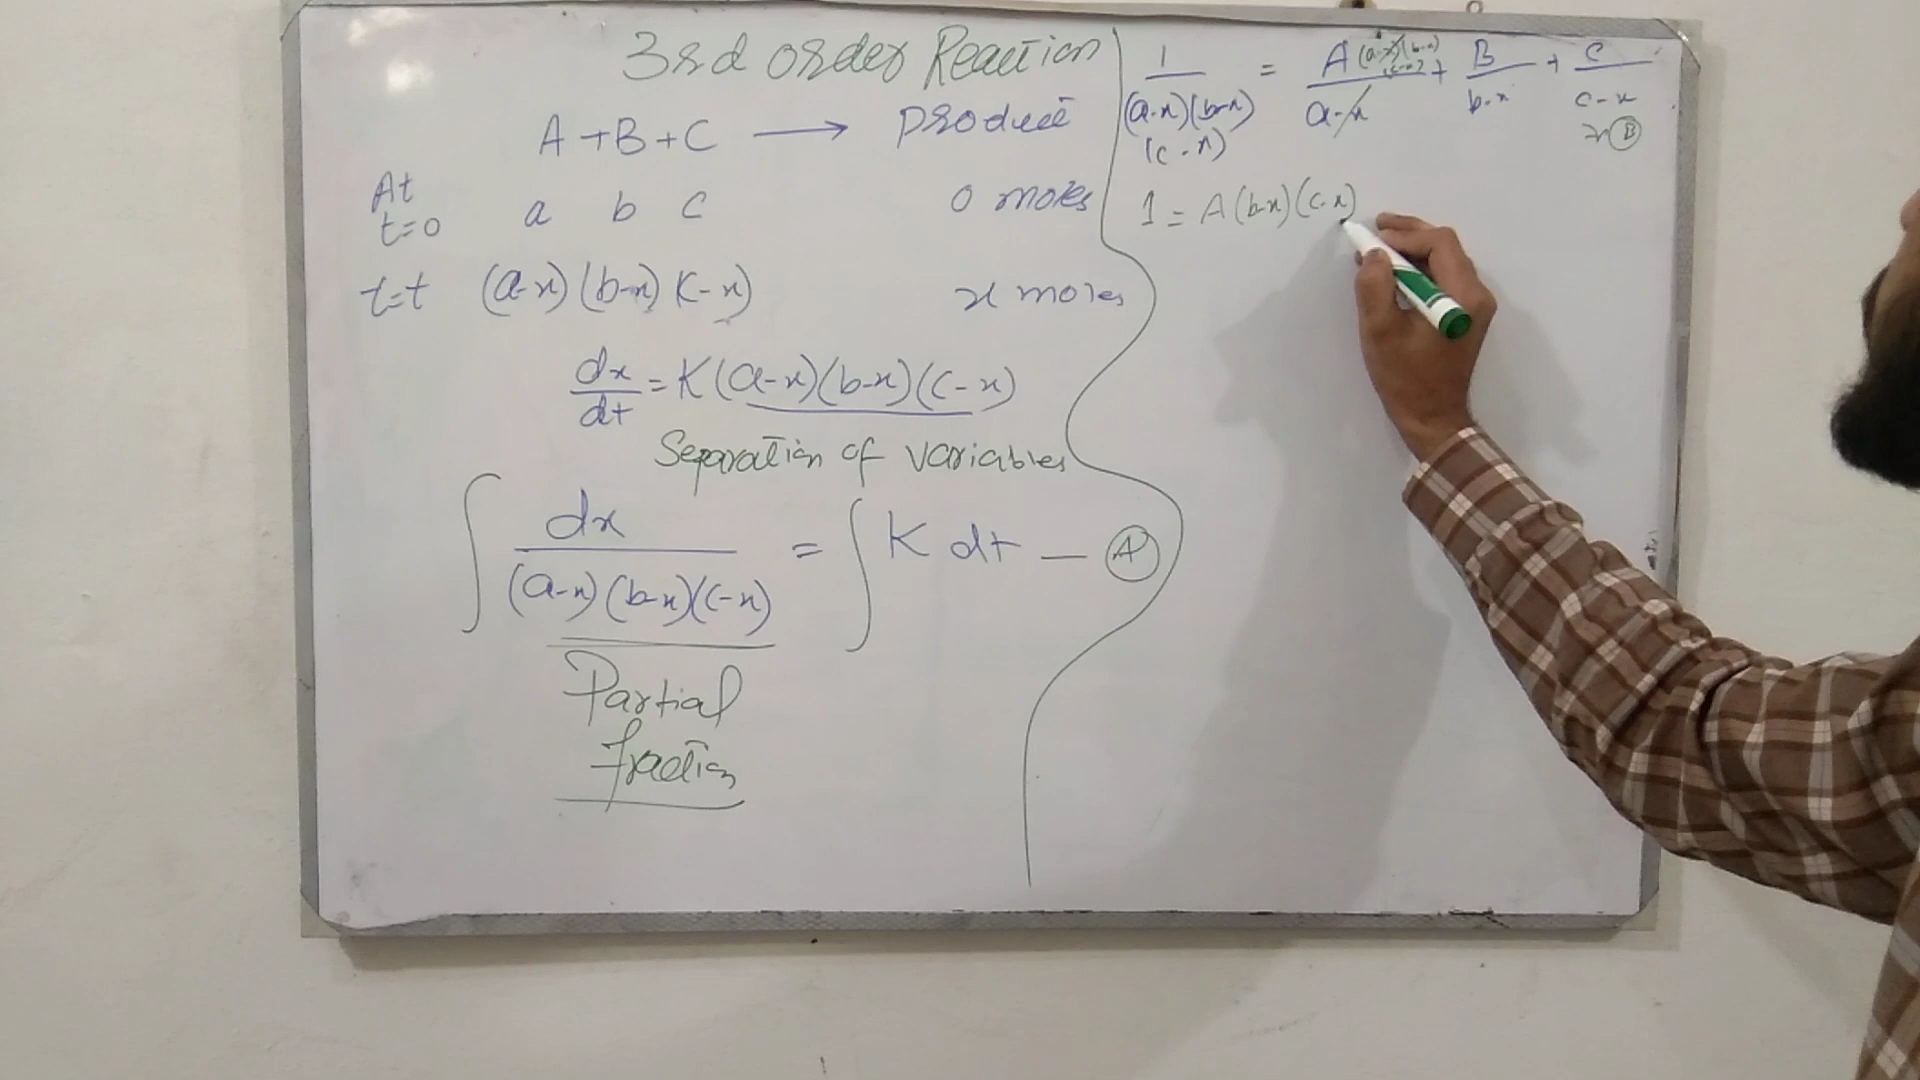 3rd order Reaction
A + B + C ⟶ product
At t=0 a b c 0 moles
t=t (a-x) (b-x) (c-x) x moles
dx/dt = K(a-x)(b-x)(c-x)
Separation of variables
∫ dx/(a-x)(b-x)(c-x) = ∫ K dt — Ⓐ
Partial
fraction
1/(a-x)(b-x)(c-x) = A(a-x)(b-x)(c-x)/a-x + B/b-x + C/c-x
Ⓑ
1 = A(b-x)(c-x)